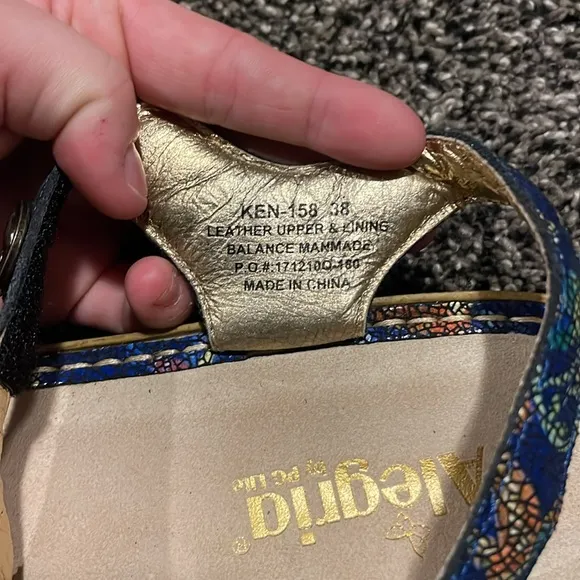 KEN-158 38
LEATHER UPPER & LINING
BALANCE MANMADE
P.O.#:171210Q-160
MADE IN CHINA
Alegria®
BY PG Lite